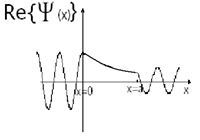 Re{Ψ(x)}
x=0 x=a x